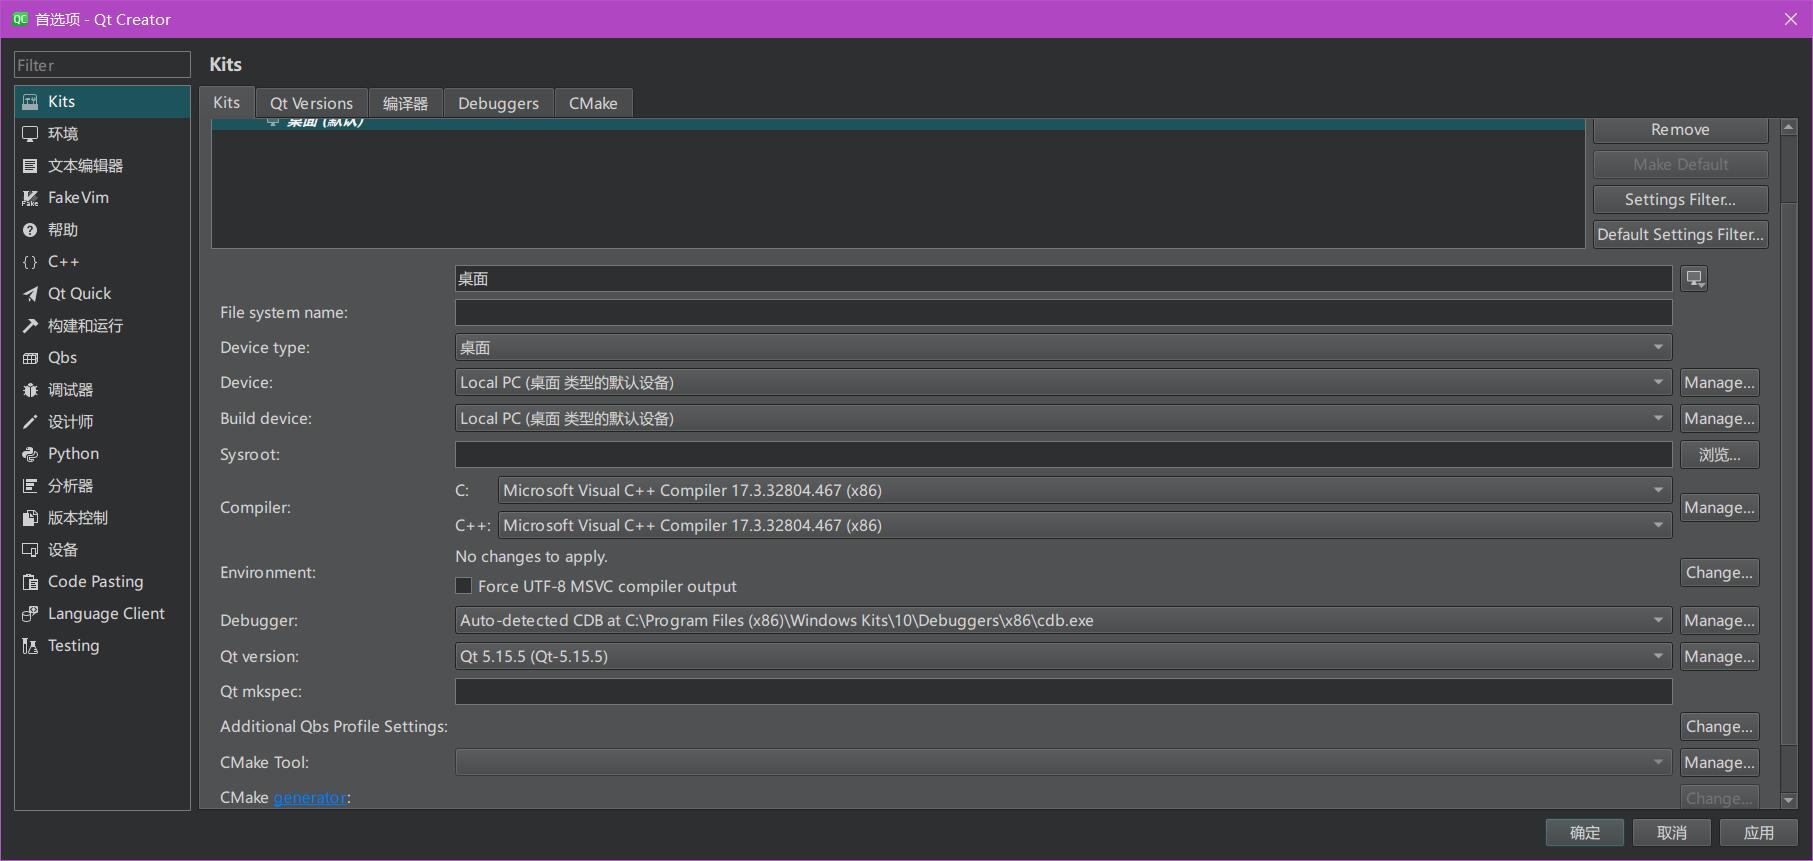 首选项 - Qt Creator
Filter
Kits
环境
文本编辑器
FakeVim
帮助
C++
Qt Quick
构建和运行
Qbs
调试器
设计师
Python
分析器
版本控制
设备
Code Pasting
Language Client
Testing
Kits
Kits Qt Versions 编译器 Debuggers CMake
桌面 (默认)
Remove
Make Default
Settings Filter...
Default Settings Filter...
桌面
File system name:
Device type: 桌面
Device: Local PC (桌面 类型的默认设备) Manage...
Build device: Local PC (桌面 类型的默认设备) Manage...
Sysroot: 浏览...
Compiler: C: Microsoft Visual C++ Compiler 17.3.32804.467 (x86) Manage...
C++: Microsoft Visual C++ Compiler 17.3.32804.467 (x86)
Environment: No changes to apply. Change...
Force UTF-8 MSVC compiler output
Debugger: Auto-detected CDB at C:\Program Files (x86)\Windows Kits\10\Debuggers\x86\cdb.exe Manage...
Qt version: Qt 5.15.5 (Qt-5.15.5) Manage...
Qt mkspec:
Additional Qbs Profile Settings: Change...
CMake Tool: Manage...
CMake generator: Change...
确定 取消 应用